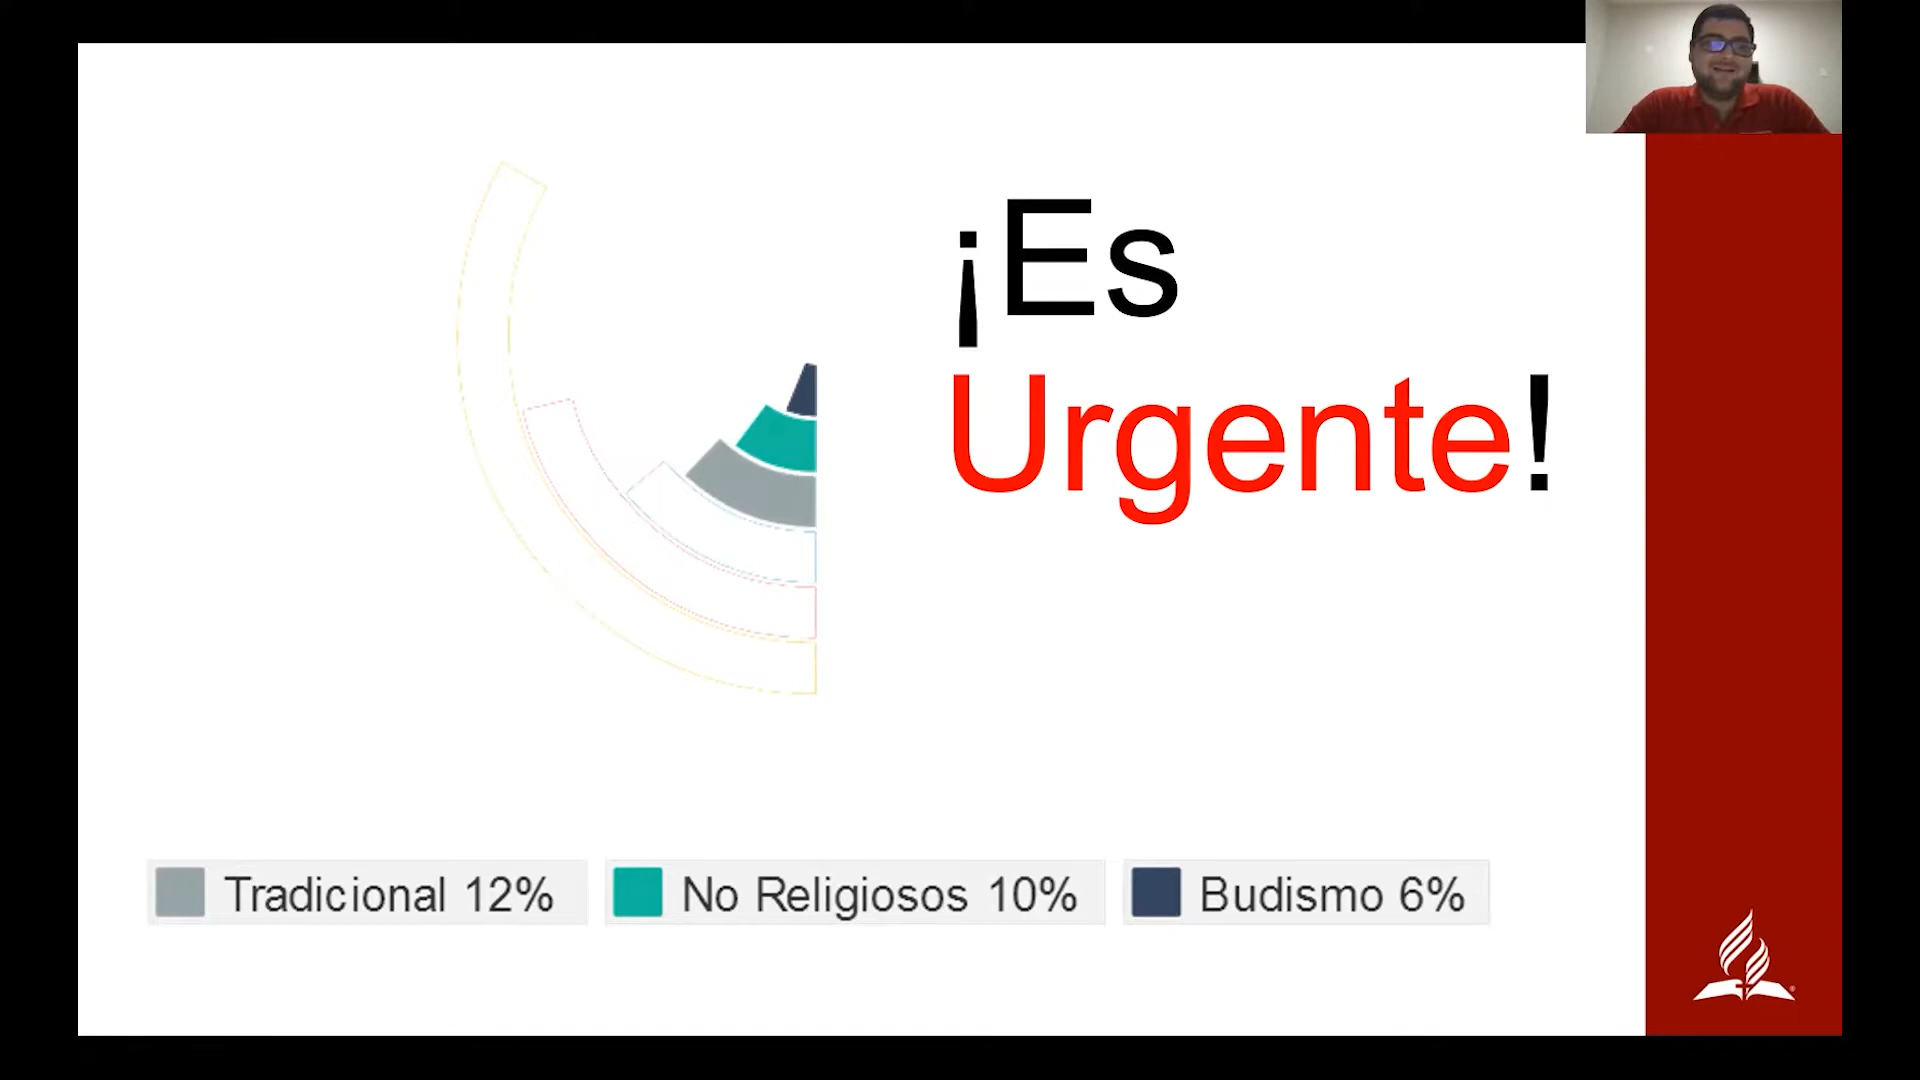 ¡Es
Urgente!
Tradicional 12%
No Religiosos 10%
Budismo 6%